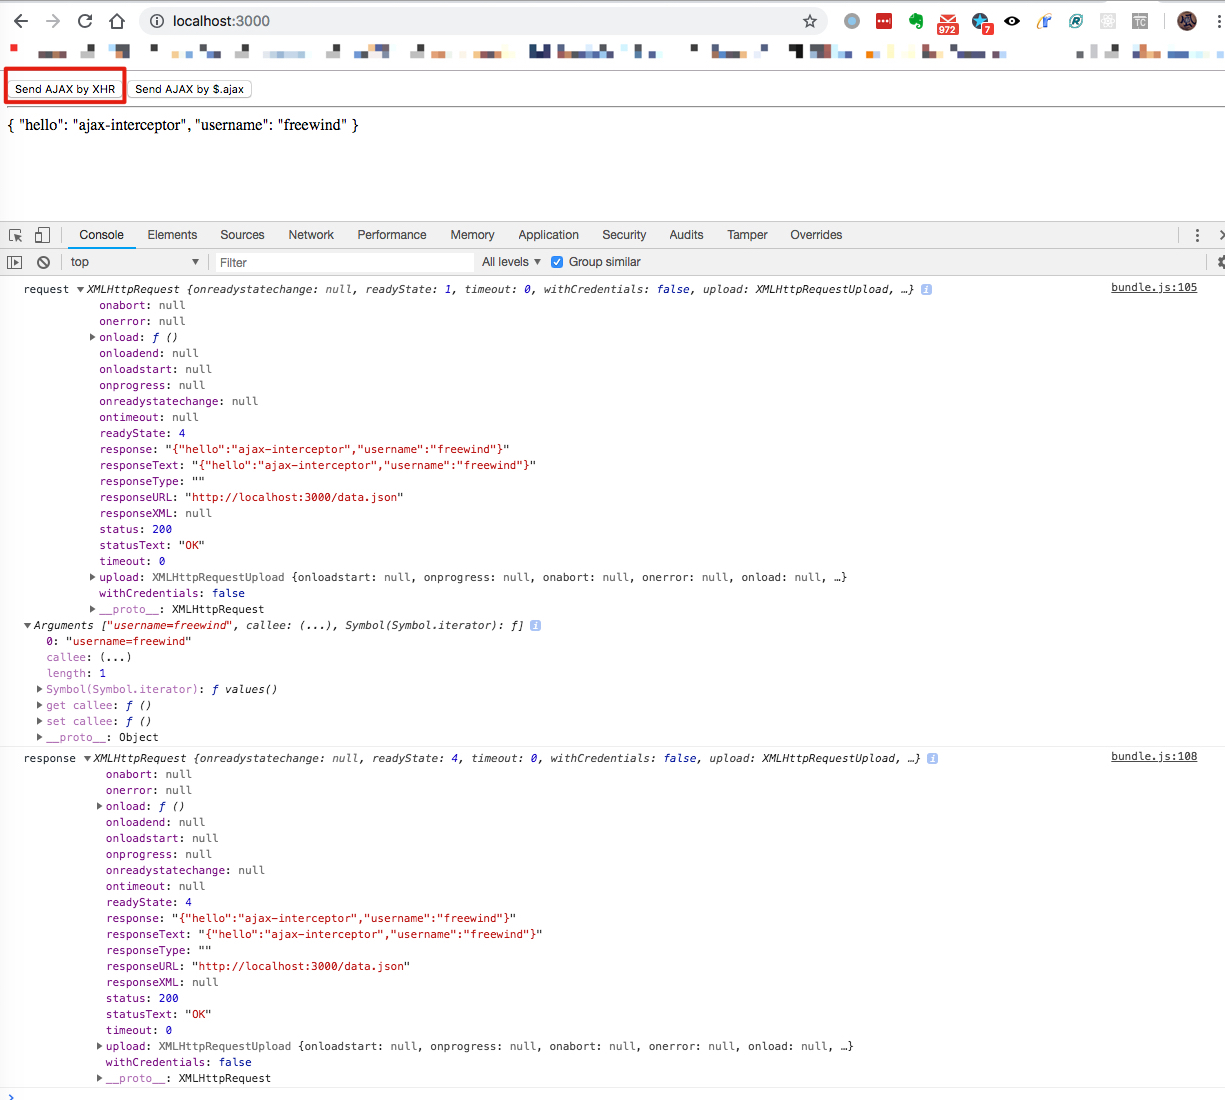 localhost:3000
972
7
TC
Send AJAX by XHR Send AJAX by $.ajax
{ "hello": "ajax-interceptor", "username": "freewind" }
Console Elements Sources Network Performance Memory Application Security Audits Tamper Overrides
top Filter All levels Group similar
request XMLHttpRequest {onreadystatechange: null, readyState: 1, timeout: 0, withCredentials: false, upload: XMLHttpRequestUpload, …} bundle.js:105
onabort: null
onerror: null
onload: ƒ ()
onloadend: null
onloadstart: null
onprogress: null
onreadystatechange: null
ontimeout: null
readyState: 4
response: "{"hello":"ajax-interceptor","username":"freewind"}"
responseText: "{"hello":"ajax-interceptor","username":"freewind"}"
responseType: ""
responseURL: "http://localhost:3000/data.json"
responseXML: null
status: 200
statusText: "OK"
timeout: 0
upload: XMLHttpRequestUpload {onloadstart: null, onprogress: null, onabort: null, onerror: null, onload: null, …}
withCredentials: false
__proto__: XMLHttpRequest
Arguments ["username=freewind", callee: (...), Symbol(Symbol.iterator): ƒ]
0: "username=freewind"
callee: (...)
length: 1
Symbol(Symbol.iterator): ƒ values()
get callee: ƒ ()
set callee: ƒ ()
__proto__: Object
response XMLHttpRequest {onreadystatechange: null, readyState: 4, timeout: 0, withCredentials: false, upload: XMLHttpRequestUpload, …} bundle.js:108
onabort: null
onerror: null
onload: ƒ ()
onloadend: null
onloadstart: null
onprogress: null
onreadystatechange: null
ontimeout: null
readyState: 4
response: "{"hello":"ajax-interceptor","username":"freewind"}"
responseText: "{"hello":"ajax-interceptor","username":"freewind"}"
responseType: ""
responseURL: "http://localhost:3000/data.json"
responseXML: null
status: 200
statusText: "OK"
timeout: 0
upload: XMLHttpRequestUpload {onloadstart: null, onprogress: null, onabort: null, onerror: null, onload: null, …}
withCredentials: false
__proto__: XMLHttpRequest